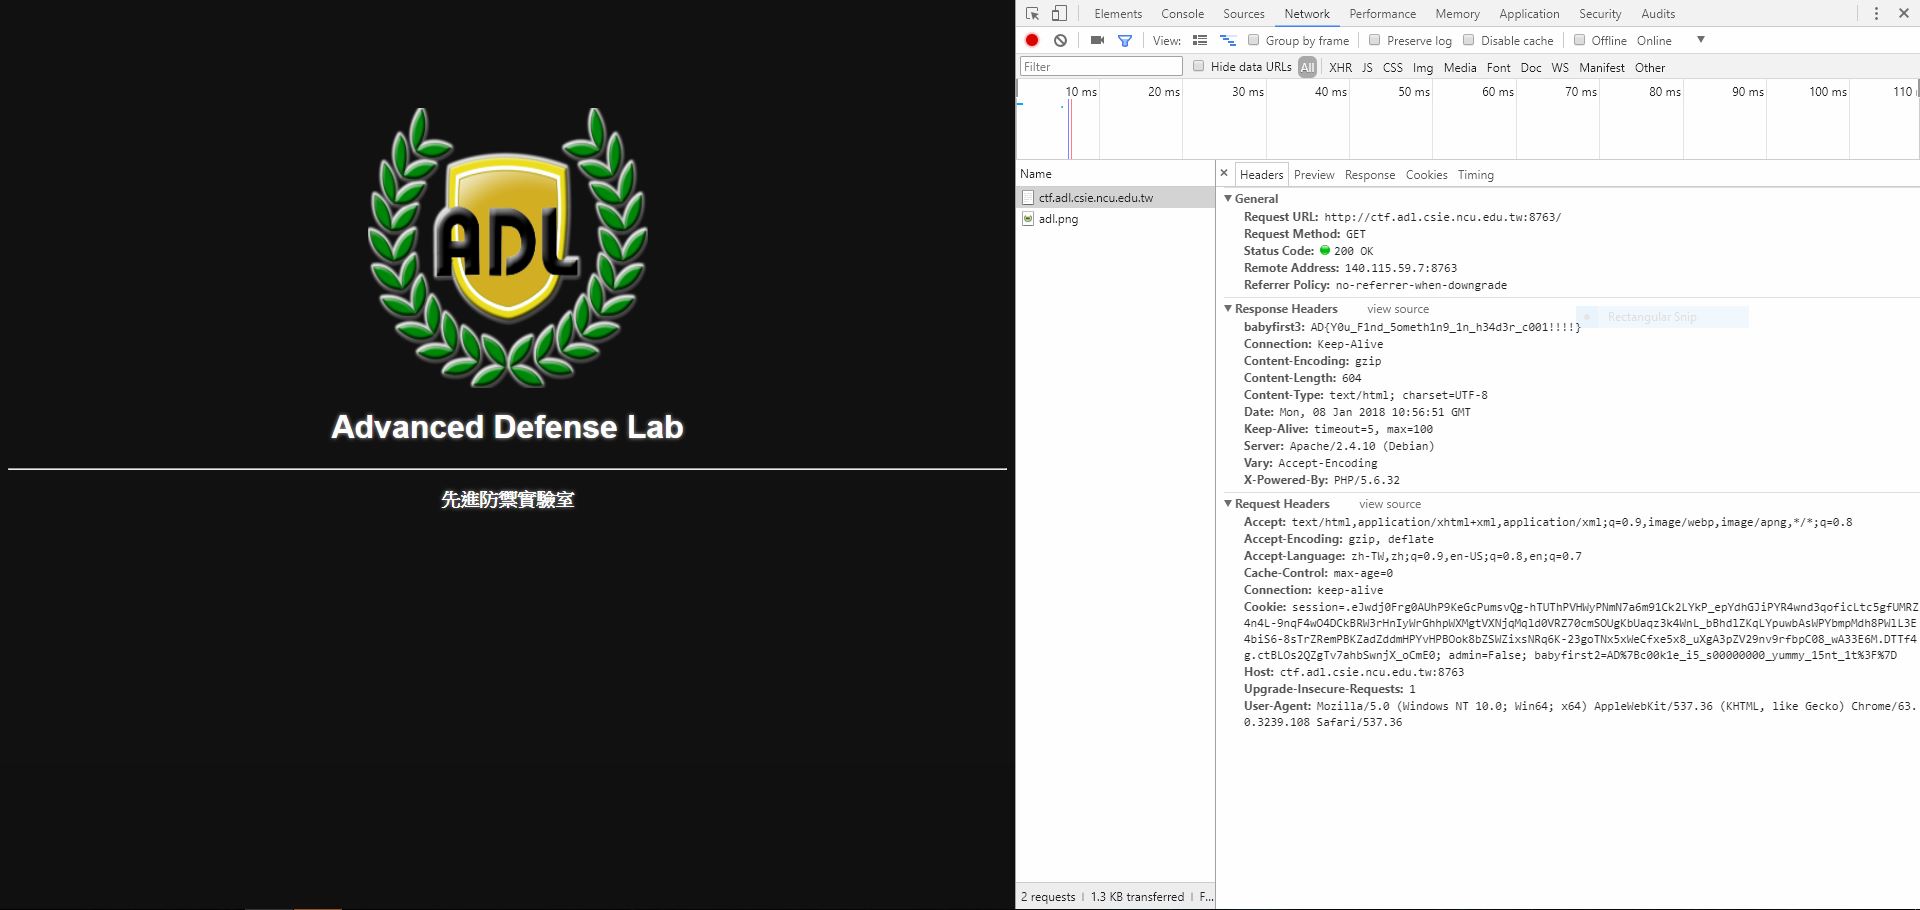 ADL
Advanced Defense Lab
先進防禦實驗室
Elements Console Sources Network Performance Memory Application Security Audits
View: Group by frame Preserve log Disable cache Offline Online
Filter Hide data URLs All XHR JS CSS Img Media Font Doc WS Manifest Other
10 ms 20 ms 30 ms 40 ms 50 ms 60 ms 70 ms 80 ms 90 ms 100 ms 110
Name
ctf.adl.csie.ncu.edu.tw
adl.png
2 requests | 1.3 KB transferred | F...
Headers Preview Response Cookies Timing
General
Request URL: http://ctf.adl.csie.ncu.edu.tw:8763/
Request Method: GET
Status Code: 200 OK
Remote Address: 140.115.59.7:8763
Referrer Policy: no-referrer-when-downgrade
Response Headers view source
Rectangular Snip
babyfirst3: AD{Y0u_F1nd_5ometh1n9_1n_h34d3r_c001!!!!}
Connection: Keep-Alive
Content-Encoding: gzip
Content-Length: 604
Content-Type: text/html; charset=UTF-8
Date: Mon, 08 Jan 2018 10:56:51 GMT
Keep-Alive: timeout=5, max=100
Server: Apache/2.4.10 (Debian)
Vary: Accept-Encoding
X-Powered-By: PHP/5.6.32
Request Headers view source
Accept: text/html,application/xhtml+xml,application/xml;q=0.9,image/webp,image/apng,*/*;q=0.8
Accept-Encoding: gzip, deflate
Accept-Language: zh-TW,zh;q=0.9,en-US;q=0.8,en;q=0.7
Cache-Control: max-age=0
Connection: keep-alive
Cookie: session=.eJwdj0Frg0AUhP9KeGcPumsvQg-hTUThPVHWyPNmN7a6m91Ck2LYkP_epYdhGJiPYR4wnd3qoficLtc5gfUMRZ
4n4L-9nqF4wO4DCkBRW3rHnIyWrGhhpWXMgtVXNjqMqld0VRZ70cmSOUgKbUaqz3k4WnL_bBhdlZKqLYpuwbAsWPYbmpMdh8PWlL3E
4biS6-8sTrZRemPBKZadZddmHPYvHPBOok8bZSWZixsNRq6K-23goTNx5xWeCfxe5x8_uXgA3pZV29nv9rfbpC08_wA33E6M.DTTf4
g.ctBLOs2QZgTv7ahbSwnjX_oCmE0; admin=False; babyfirst2=AD%7Bc00k1e_i5_s00000000_yummy_15nt_1t%3F%7D
Host: ctf.adl.csie.ncu.edu.tw:8763
Upgrade-Insecure-Requests: 1
User-Agent: Mozilla/5.0 (Windows NT 10.0; Win64; x64) AppleWebKit/537.36 (KHTML, like Gecko) Chrome/63.
0.3239.108 Safari/537.36